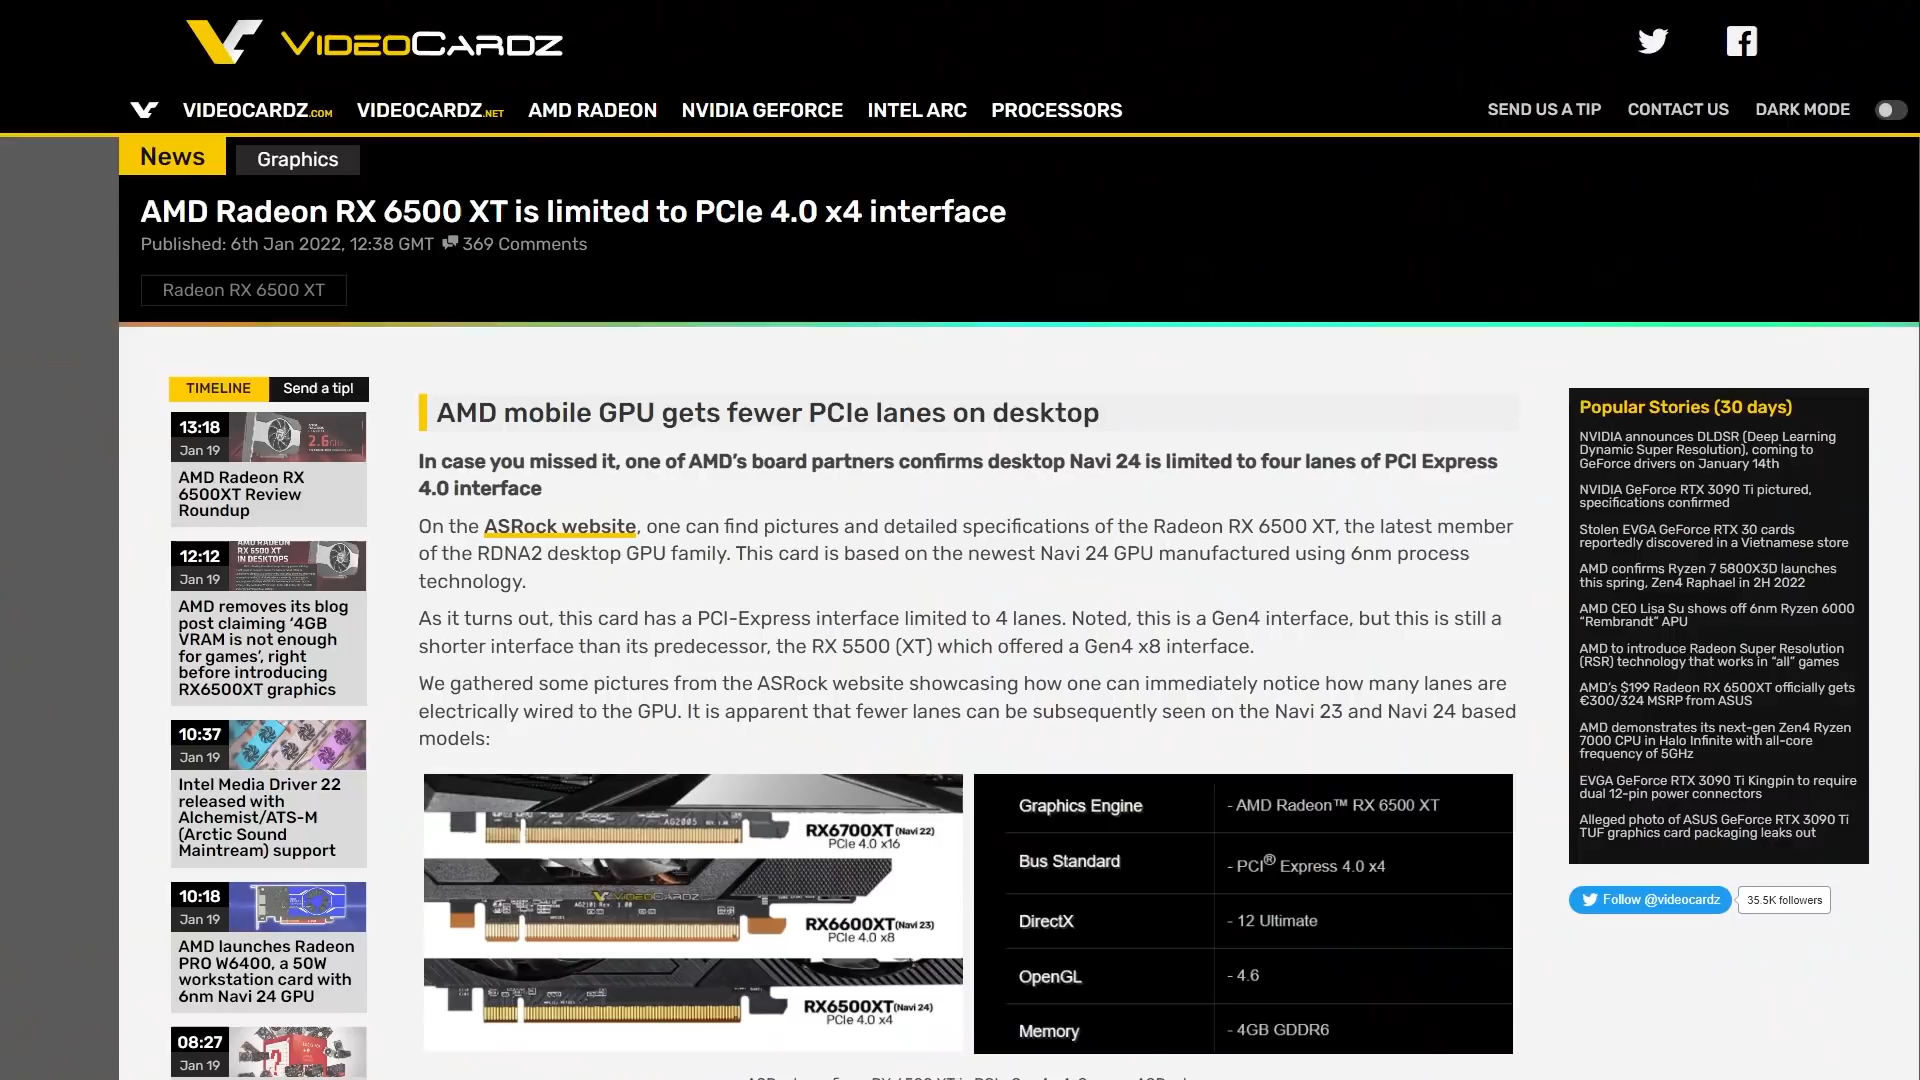 VIDEOCARDZ
VIDEOCARDZ.COM VIDEOCARDZ.NET AMD RADEON NVIDIA GEFORCE INTEL ARC PROCESSORS
SEND US A TIP CONTACT US DARK MODE
News Graphics
AMD Radeon RX 6500 XT is limited to PCIe 4.0 x4 interface
Published: 6th Jan 2022, 12:38 GMT 369 Comments
Radeon RX 6500 XT
TIMELINE Send a tip!
13:18
Jan 19
AMD Radeon RX
6500XT Review
Roundup
12:12
Jan 19
AMD RADEON
RX 6500 XT
IN DESKTOPS
AMD removes its blog
post claiming ‘4GB
VRAM is not enough
for games’, right
before introducing
RX6500XT graphics
10:37
Jan 19
Intel Media Driver 22
released with
Alchemist/ATS-M
(Arctic Sound
Maintream) support
10:18
Jan 19
AMD launches Radeon
PRO W6400, a 50W
workstation card with
6nm Navi 24 GPU
08:27
Jan 19
AMD mobile GPU gets fewer PCIe lanes on desktop
In case you missed it, one of AMD’s board partners confirms desktop Navi 24 is limited to four lanes of PCI Express
4.0 interface
On the ASRock website, one can find pictures and detailed specifications of the Radeon RX 6500 XT, the latest member
of the RDNA2 desktop GPU family. This card is based on the newest Navi 24 GPU manufactured using 6nm process
technology.
As it turns out, this card has a PCI-Express interface limited to 4 lanes. Noted, this is a Gen4 interface, but this is still a
shorter interface than its predecessor, the RX 5500 (XT) which offered a Gen4 x8 interface.
We gathered some pictures from the ASRock website showcasing how one can immediately notice how many lanes are
electrically wired to the GPU. It is apparent that fewer lanes can be subsequently seen on the Navi 23 and Navi 24 based
models:
AG2005
RX6700XT(Navi 22)
PCIe 4.0 x16
VIDEOCARDZ
AG2101 Rev. 1.00
RX6600XT(Navi 23)
PCIe 4.0 x8
RX6500XT(Navi 24)
PCIe 4.0 x4
Graphics Engine - AMD Radeon™ RX 6500 XT
Bus Standard - PCI® Express 4.0 x4
DirectX - 12 Ultimate
OpenGL - 4.6
Memory - 4GB GDDR6
Popular Stories (30 days)
NVIDIA announces DLDSR (Deep Learning
Dynamic Super Resolution), coming to
GeForce drivers on January 14th
NVIDIA GeForce RTX 3090 Ti pictured,
specifications confirmed
Stolen EVGA GeForce RTX 30 cards
reportedly discovered in a Vietnamese store
AMD confirms Ryzen 7 5800X3D launches
this spring, Zen4 Raphael in 2H 2022
AMD CEO Lisa Su shows off 6nm Ryzen 6000
“Rembrandt” APU
AMD to introduce Radeon Super Resolution
(RSR) technology that works in “all” games
AMD’s $199 Radeon RX 6500XT officially gets
€300/324 MSRP from ASUS
AMD demonstrates its next-gen Zen4 Ryzen
7000 CPU in Halo Infinite with all-core
frequency of 5GHz
EVGA GeForce RTX 3090 Ti Kingpin to require
dual 12-pin power connectors
Alleged photo of ASUS GeForce RTX 3090 Ti
TUF graphics card packaging leaks out
Follow @videocardz 35.5K followers